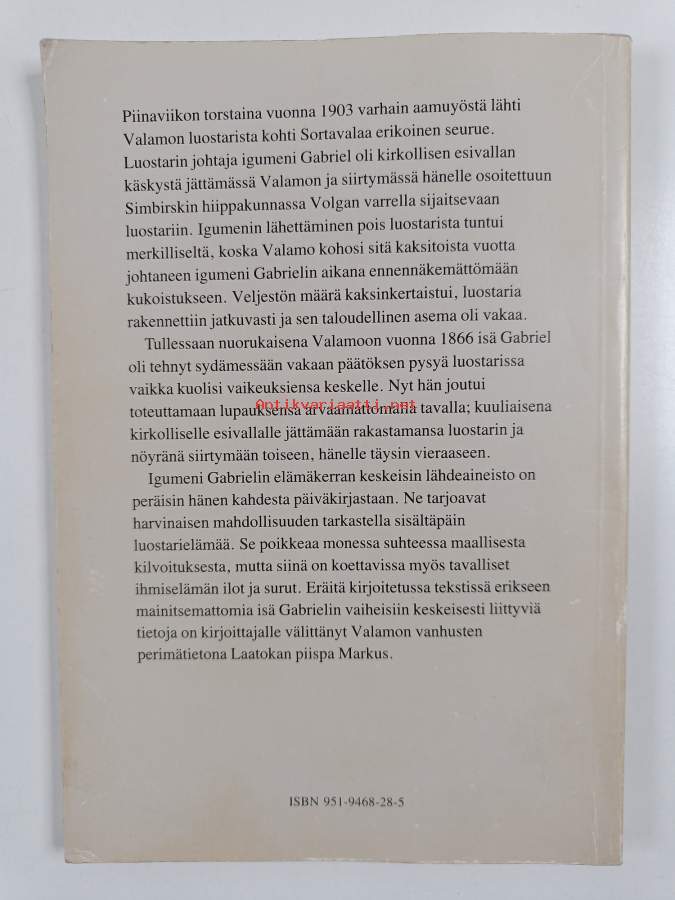 Piinaviikon torstaina vuonna 1903 varhain aamuyöstä lähti
Valamon luostarista kohti Sortavalaa erikoinen seurue.
Luostarin johtaja igumeni Gabriel oli kirkollisen esivallan
käskystä jättämässä Valamon ja siirtymässä hänelle osoitettuun
Simbirskin hiippakunnassa Volgan varrella sijaitsevaan
luostariin. Igumenin lähettäminen pois luostarista tuntui
merkilliseltä, koska Valamo kohosi sitä kaksitoista vuotta
johtaneen igumeni Gabrielin aikana ennennäkemättömään
kukoistukseen. Veljestön määrä kaksinkertaistui, luostaria
rakennettiin jatkuvasti ja sen taloudellinen asema oli vakaa.
Tullessaan nuorukaisena Valamoon vuonna 1866 isä Gabriel
oli tehnyt sydämessään vakaan päätöksen pysyä luostarissa
vaikka kuolisi vaikeuksiensa keskelle. Nyt hän joutui
toteuttamaan lupauksensa arvaamattomalla tavalla; kuuliaisena
Antikvariaatti.net
kirkolliselle esivallalle jättämään rakastamansa luostarin ja
nöyränä siirtymään toiseen, hänelle täysin vieraaseen.
Igumeni Gabrielin elämäkerran keskeisin lähdeaineisto on
peräisin hänen kahdesta päiväkirjastaan. Ne tarjoavat
harvinaisen mahdollisuuden tarkastella sisältäpäin
luostarielämää. Se poikkeaa monessa suhteessa maallisesta
kilvoituksesta, mutta siinä on koettavissa myös tavalliset
ihmiselämän ilot ja surut. Eräitä kirjoitetussa tekstissä erikseen
mainitsemattomia isä Gabrielin vaiheisiin keskeisesti liittyviä
tietoja on kirjoittajalle välittänyt Valamon vanhusten
perimätietona Laatokan piispa Markus.
ISBN 951-9468-28-5